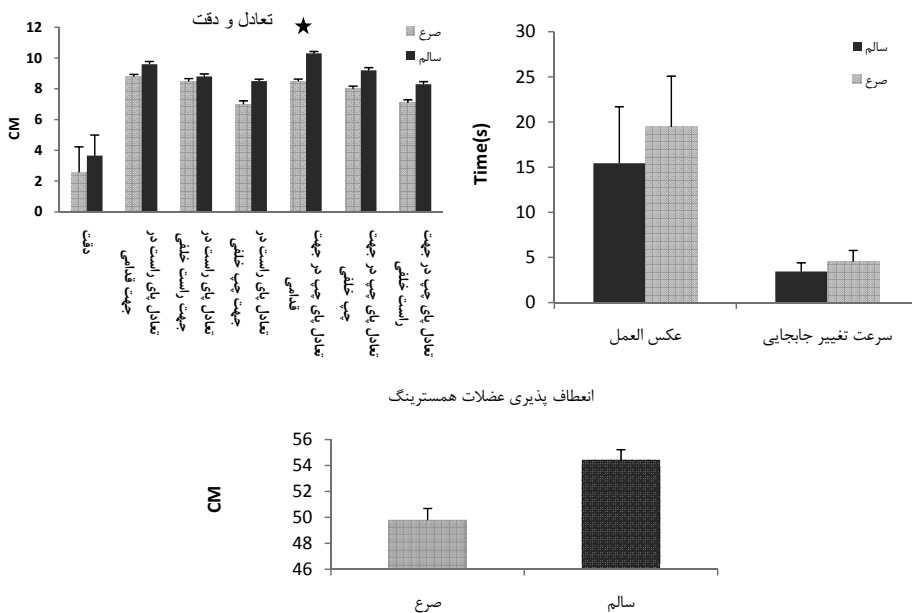 تعادل و دقت
★
صرع
سالم
CM
12
10
8
6
4
2
0
دقت
تعادل پای راست در
جهت قدامی
تعادل پای راست در
جهت راست خلفی
تعادل پای راست در
جهت چپ خلفی
تعادل پای چپ در جهت
قدامی
تعادل پای چپ در جهت
چپ خلفی
تعادل پای چپ در جهت
راست خلفی
Time(s)
30
25
20
15
10
5
0
سالم
صرع
عکس العمل
سرعت تغییر جابجایی
انعطاف پذیری عضلات همسترینگ
CM
56
54
52
50
48
46
صرع
سالم